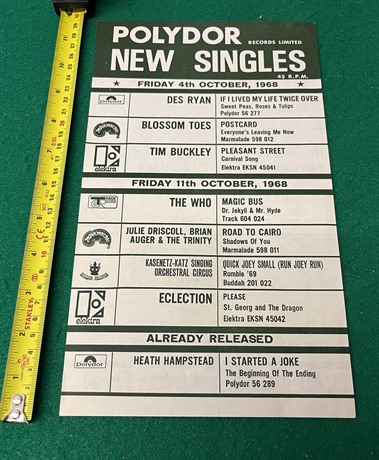 POLYDOR RECORDS LIMITED
NEW SINGLES
45 R.P.M.
FRIDAY 4th OCTOBER, 1968
Polydor
DES RYAN
IF I LIVED MY LIFE TWICE OVER
Sweet Peas, Roses & Tulips
Polydor 56 277
BLOSSOM TOES
POSTCARD
Everyone's Leaving Me Now
Marmalade 598 012
elektra
TIM BUCKLEY
PLEASANT STREET
Carnival Song
Elektra EKSN 45041
FRIDAY 11th OCTOBER, 1968
THE WHO
MAGIC BUS
Dr. Jekyll & Mr. Hyde
Track 604 024
JULIE DRISCOLL, BRIAN
AUGER & THE TRINITY
ROAD TO CAIRO
Shadows Of You
Marmalade 598 011
KASENETZ-KATZ SINGING
ORCHESTRAL CIRCUS
QUICK JOEY SMALL (RUN JOEY RUN)
Rumble '69
Buddah 201 022
elektra
ECLECTION
PLEASE
St. Georg and The Dragon
Elektra EKSN 45042
ALREADY RELEASED
Polydor
HEATH HAMPSTEAD
I STARTED A JOKE
The Beginning Of The Ending
Polydor 56 289
STANLEY